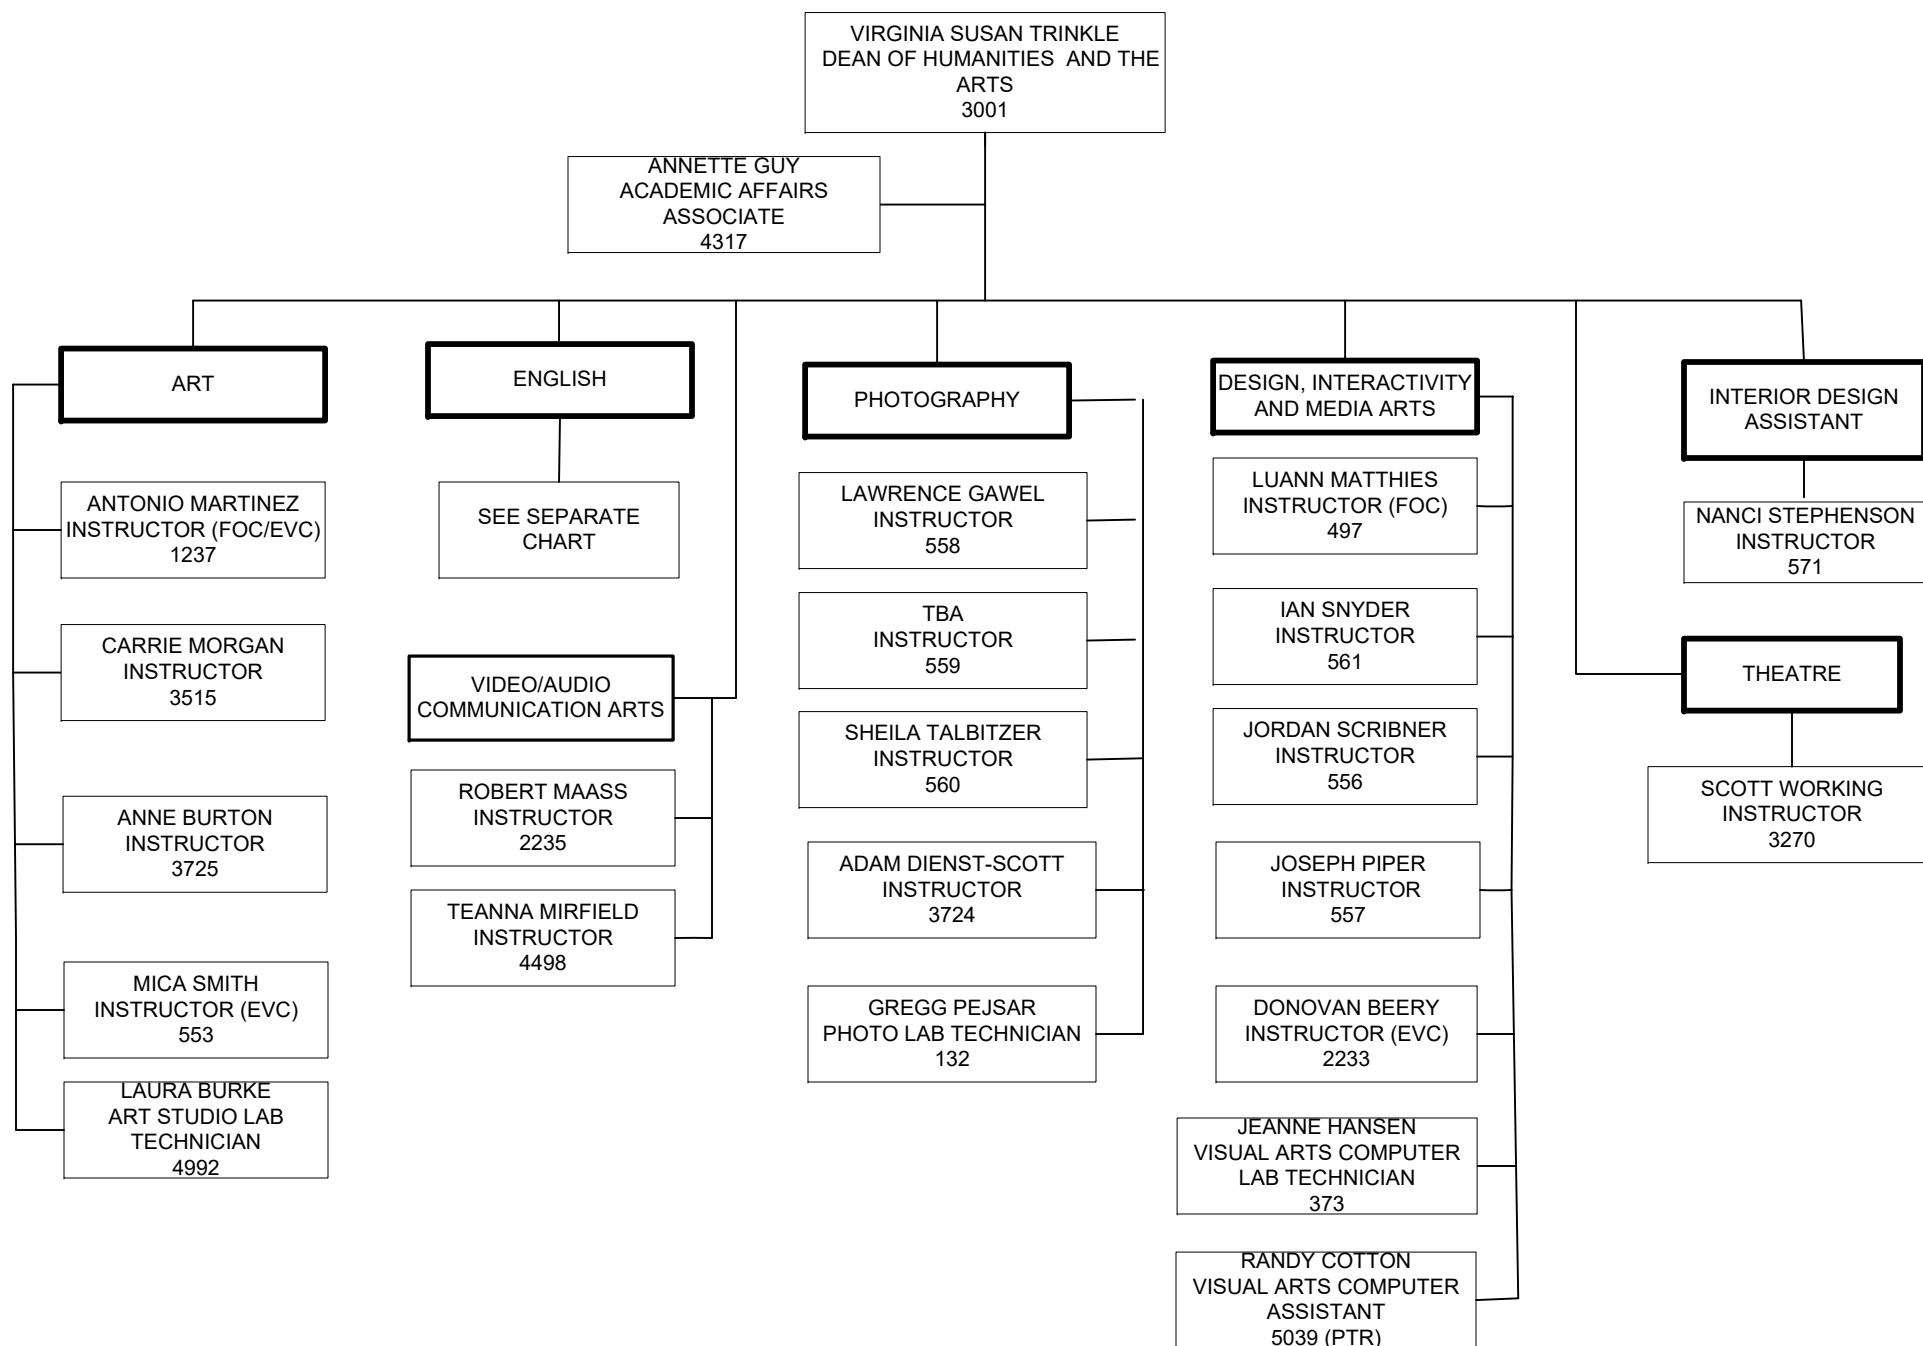 VIRGINIA SUSAN TRINKLE
DEAN OF HUMANITIES AND THE
ARTS
3001
ANNETTE GUY
ACADEMIC AFFAIRS
ASSOCIATE
4317
ART
ANTONIO MARTINEZ
INSTRUCTOR (FOC/EVC)
1237
CARRIE MORGAN
INSTRUCTOR
3515
ANNE BURTON
INSTRUCTOR
3725
MICA SMITH
INSTRUCTOR (EVC)
553
LAURA BURKE
ART STUDIO LAB
TECHNICIAN
4992
ENGLISH
SEE SEPARATE
CHART
VIDEO/AUDIO
COMMUNICATION ARTS
ROBERT MAASS
INSTRUCTOR
2235
TEANNA MIRFIELD
INSTRUCTOR
4498
PHOTOGRAPHY
LAWRENCE GAWEL
INSTRUCTOR
558
TBA
INSTRUCTOR
559
SHEILA TALBITZER
INSTRUCTOR
560
ADAM DIENST-SCOTT
INSTRUCTOR
3724
GREGG PEJSAR
PHOTO LAB TECHNICIAN
132
DESIGN, INTERACTIVITY
AND MEDIA ARTS
LUANN MATTHIES
INSTRUCTOR (FOC)
497
IAN SNYDER
INSTRUCTOR
561
JORDAN SCRIBNER
INSTRUCTOR
556
JOSEPH PIPER
INSTRUCTOR
557
DONOVAN BEERY
INSTRUCTOR (EVC)
2233
JEANNE HANSEN
VISUAL ARTS COMPUTER
LAB TECHNICIAN
373
RANDY COTTON
VISUAL ARTS COMPUTER
ASSISTANT
5039 (PTR)
INTERIOR DESIGN
ASSISTANT
NANCI STEPHENSON
INSTRUCTOR
571
THEATRE
SCOTT WORKING
INSTRUCTOR
3270